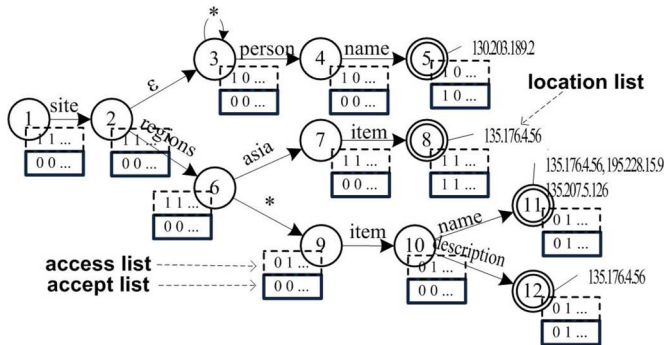 *
3 person 4 name 5 130.203.189.2
1 0 ... 1 0 ... 1 0 ...
0 0 ... 0 0 ... 1 0 ...
ε
location list
1 site 2
1 1 ... 1 1 ...
0 0 ... 0 0 ...
regions
asia 7 item 8 135.176.4.56
1 1 ... 1 1 ...
0 0 ... 1 1 ...
6
1 1 ...
0 0 ...
135.176.4.56, 195.228.15.9
135.207.5.126
*
name 11
0 1 ...
0 1 ...
9 item 10
0 1 ... 0 1 ...
0 0 ... 0 0 ...
access list
accept list
description
12 135.176.4.56
0 1 ...
0 1 ...